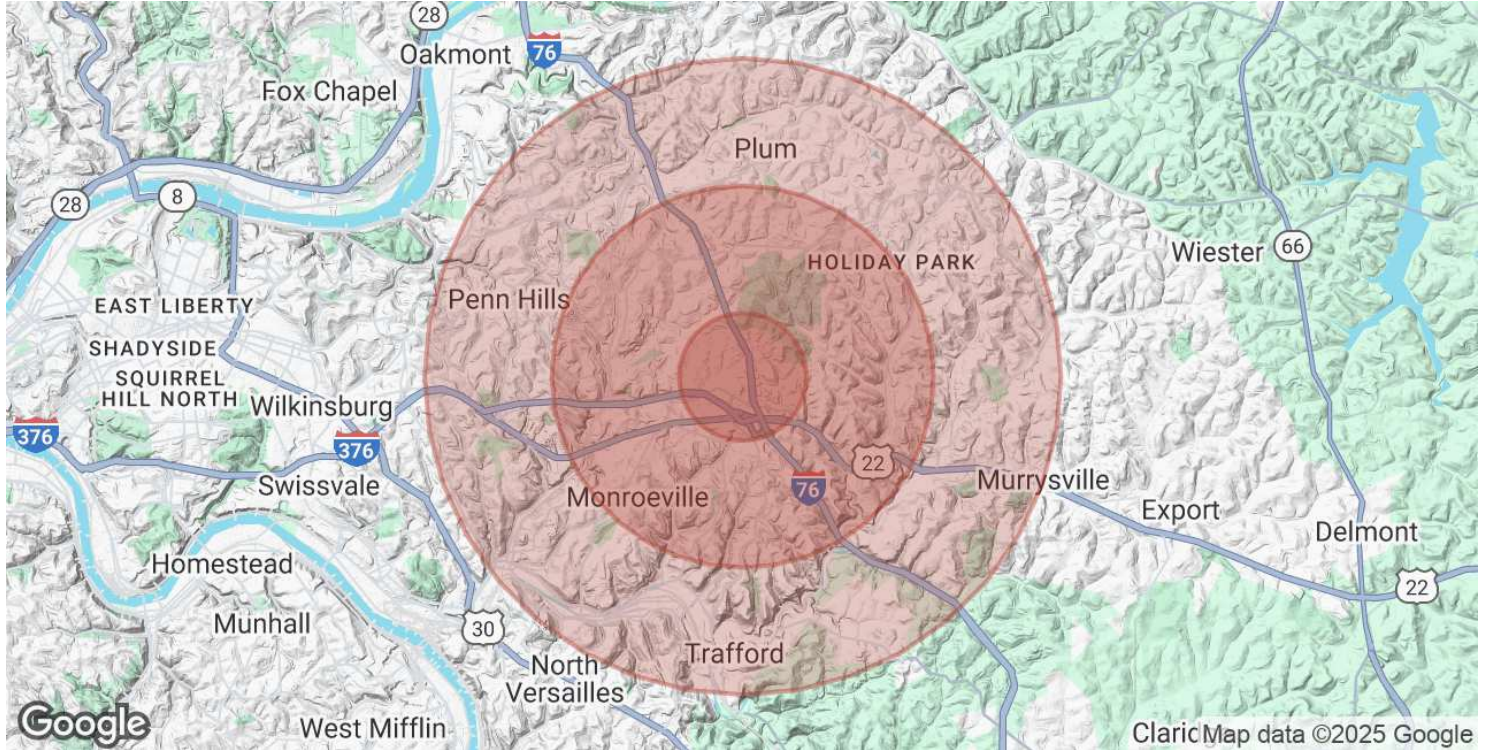 28
Oakmont
76
Fox Chapel
Plum
28
8
Wiester
66
HOLIDAY PARK
Penn Hills
EAST LIBERTY
SHADYSIDE
SQUIRREL
HILL NORTH
Wilkinsburg
376
376
22
Swissvale
Monroeville
76
Murrysville
Export
Delmont
Homestead
22
Munhall
30
Trafford
North
Versailles
Google
West Mifflin
Claric
Map data ©2025 Google